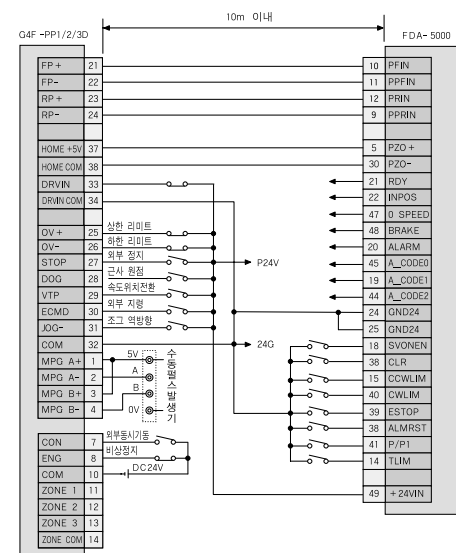 10m 이내
G4F -PP1/2/3D
FDA- 5000
FP + 21
FP- 22
RP + 23
RP- 24
HOME +5V 37
HOME COM 38
DRVIN 33
DRVIN COM 34
OV + 25 상한 리미트
OV- 26 하한 리미트
STOP 27 외부 정지
DOG 28 근사 원점
VTP 29 속도위치전환
ECMD 30 외부 지령
JOG- 31 조그 역방향
COM 32
MPG A+ 1
MPG A- 2
MPG B+ 3
MPG B- 4
5V
A
B
0V
수동펄스발생기
P24V
24G
CON 7 외부동시기동
ENG 8 비상정지
COM 10 DC24V
ZONE 1 11
ZONE 2 12
ZONE 3 13
ZONE COM 14
10 PFIN
11 PPFIN
12 PRIN
9 PPRIN
5 PZO +
30 PZO-
21 RDY
22 INPOS
47 0 SPEED
48 BRAKE
20 ALARM
45 A_CODE0
19 A_CODE1
44 A_CODE2
24 GND24
25 GND24
18 SVONEN
38 CLR
15 CCWLIM
40 CWLIM
39 ESTOP
38 ALMRST
41 P/P1
14 TLIM
49 +24VIN